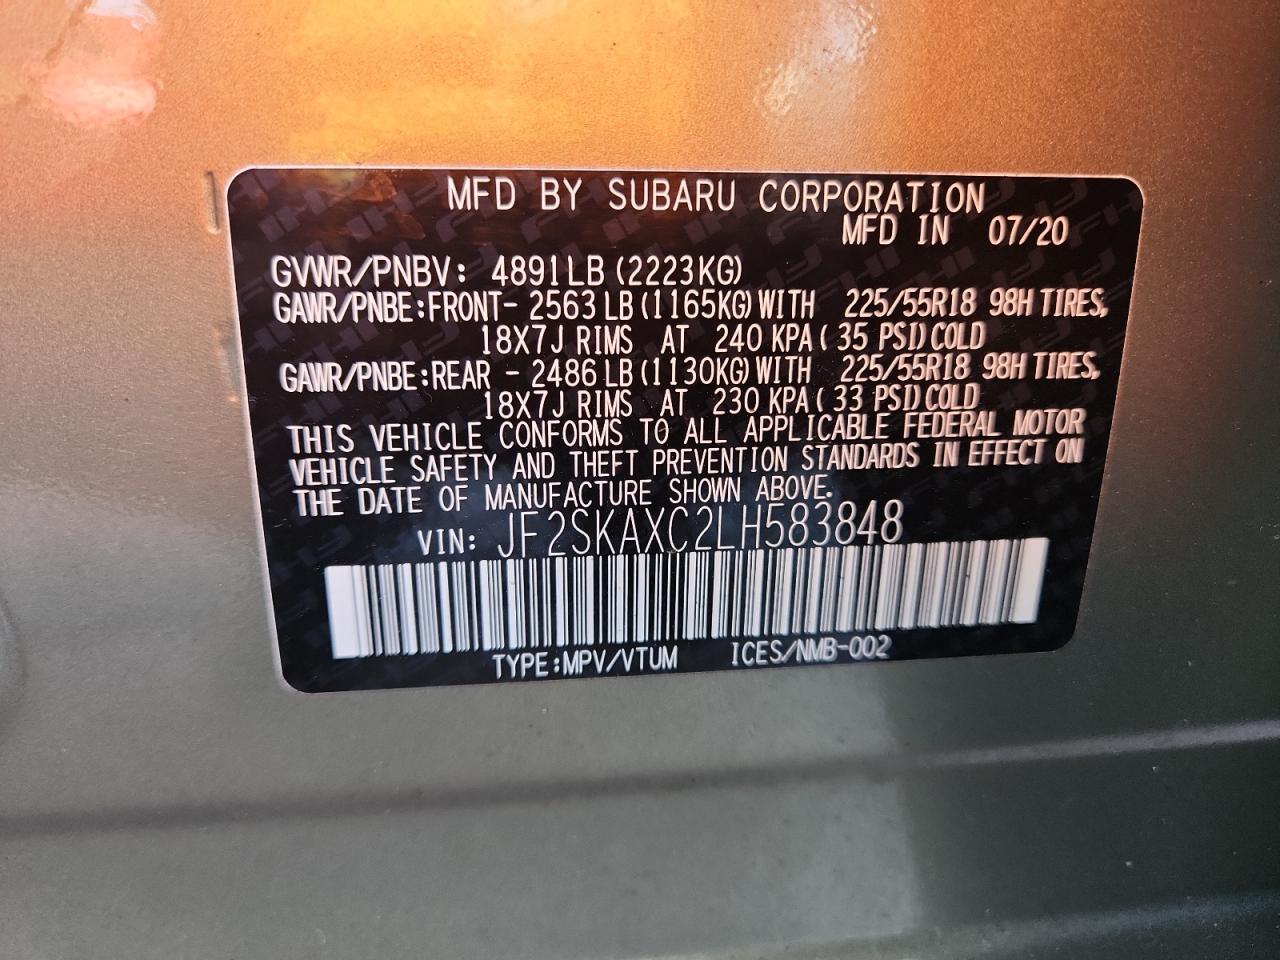 MFD BY SUBARU CORPORATION
MFD IN 07/20
GVWR/PNBV: 4891LB (2223KG)
GAWR/PNBE:FRONT- 2563 LB (1165KG) WITH 225/55R18 98H TIRES,
18X7J RIMS AT 240 KPA ( 35 PSI) COLD
GAWR/PNBE:REAR - 2486 LB (1130KG) WITH 225/55R18 98H TIRES,
18X7J RIMS AT 230 KPA ( 33 PSI) COLD
THIS VEHICLE CONFORMS TO ALL APPLICABLE FEDERAL MOTOR
VEHICLE SAFETY AND THEFT PREVENTION STANDARDS IN EFFECT ON
THE DATE OF MANUFACTURE SHOWN ABOVE.
VIN: JF2SKAXC2LH583848
TYPE:MPV/VTUM ICES/NMB-002